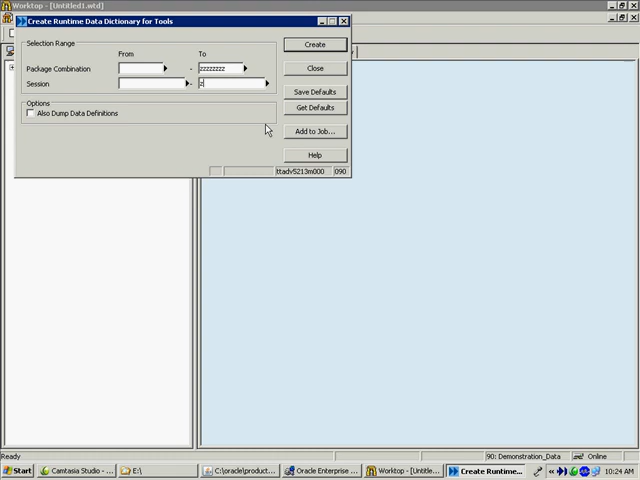 Worktop - [Untitled1.wtd]
Create Runtime Data Dictionary for Tools
Selection Range
From To
Package Combination - zzzzzzzz
Session - z
Options
Also Dump Data Definitions
Create
Close
Save Defaults
Get Defaults
Add to Job...
Help
ttadv5213m000 090
Ready 90: Demonstration_Data Online
Start Camtasia Studio - ... E:\ C:\oracle\product... Oracle Enterprise ... Worktop - [Untitle... Create Runtime... 10:24 AM